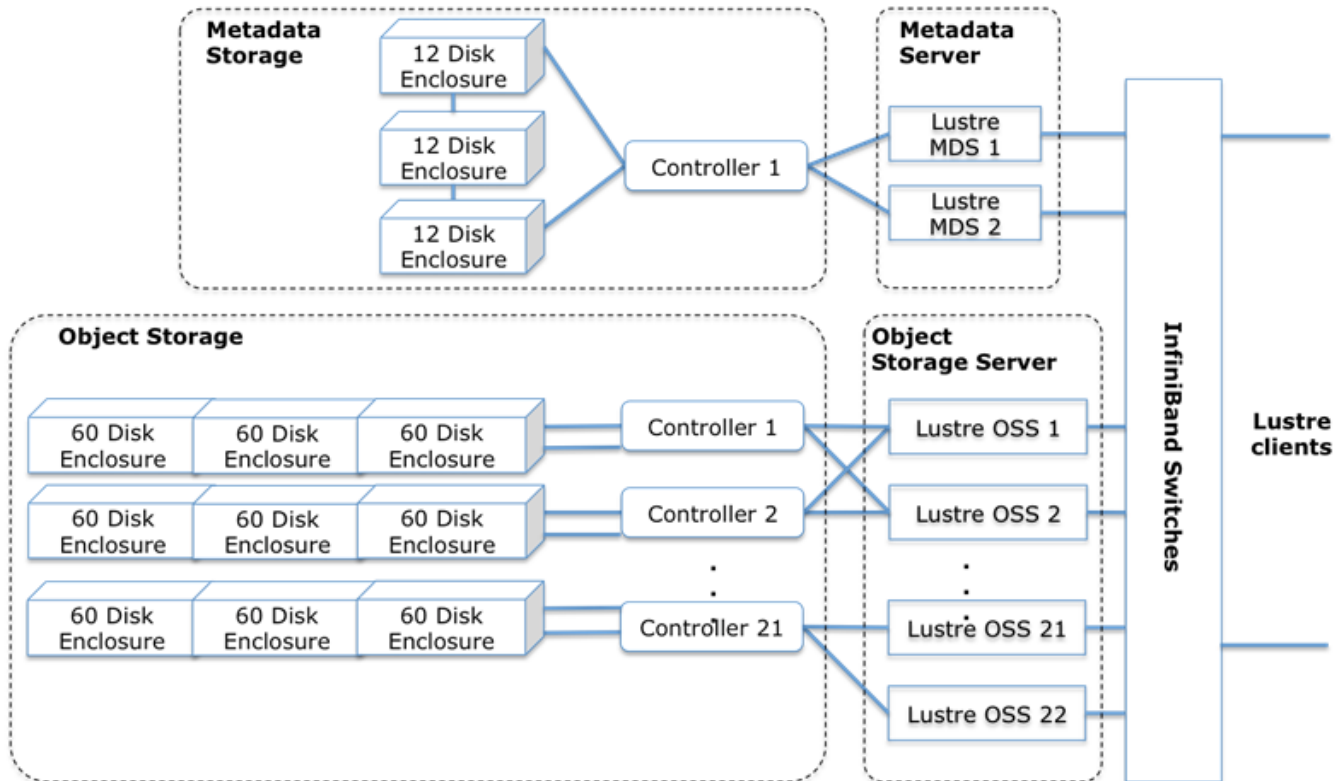 Metadata
Storage
12 Disk
Enclosure
12 Disk
Enclosure
12 Disk
Enclosure
Controller 1
Metadata
Server
Lustre
MDS 1
Lustre
MDS 2
Object Storage
60 Disk
Enclosure
60 Disk
Enclosure
60 Disk
Enclosure
Controller 1
60 Disk
Enclosure
60 Disk
Enclosure
60 Disk
Enclosure
Controller 2
60 Disk
Enclosure
60 Disk
Enclosure
60 Disk
Enclosure
Controller 21
Object
Storage Server
Lustre OSS 1
Lustre OSS 2
Lustre OSS 21
Lustre OSS 22
InfiniBand Switches
Lustre
clients